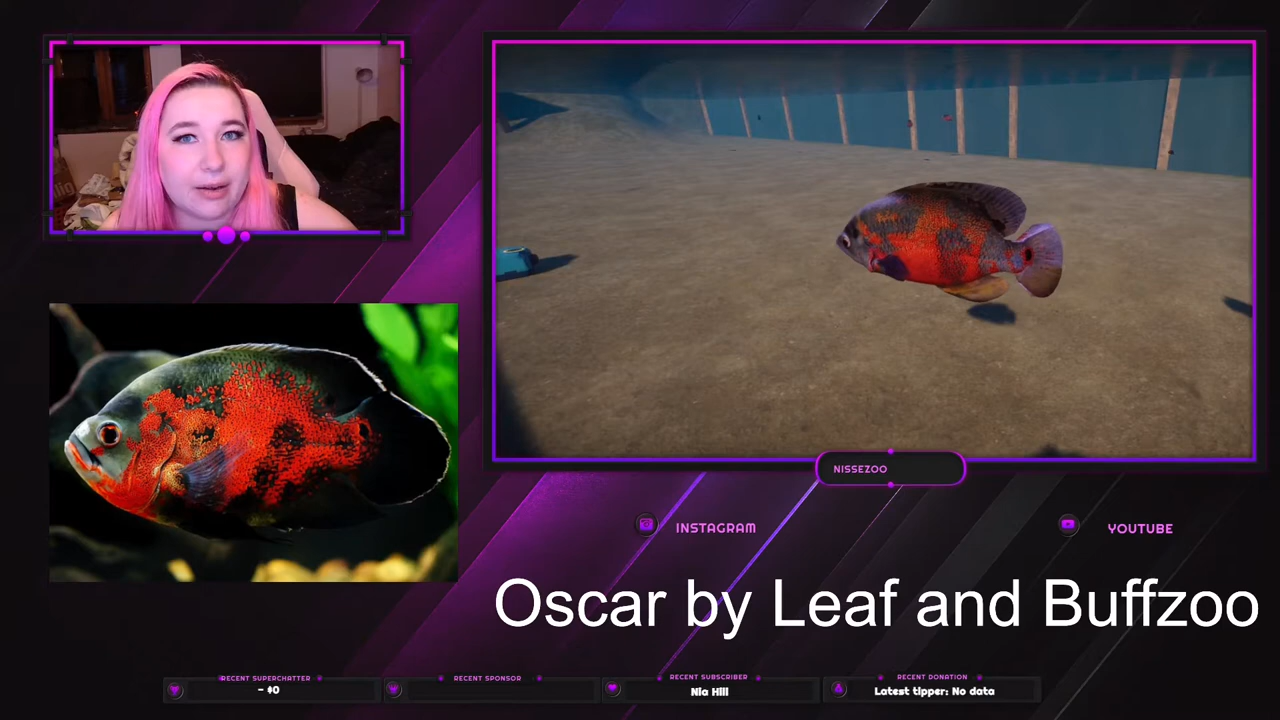 NISSEZOO
INSTAGRAM
YOUTUBE
Oscar by Leaf and Buffzoo
RECENT SUPERCHATTER
- $0
RECENT SPONSOR
RECENT SUBSCRIBER
Nia Hill
RECENT DONATION
Latest tipper: No data